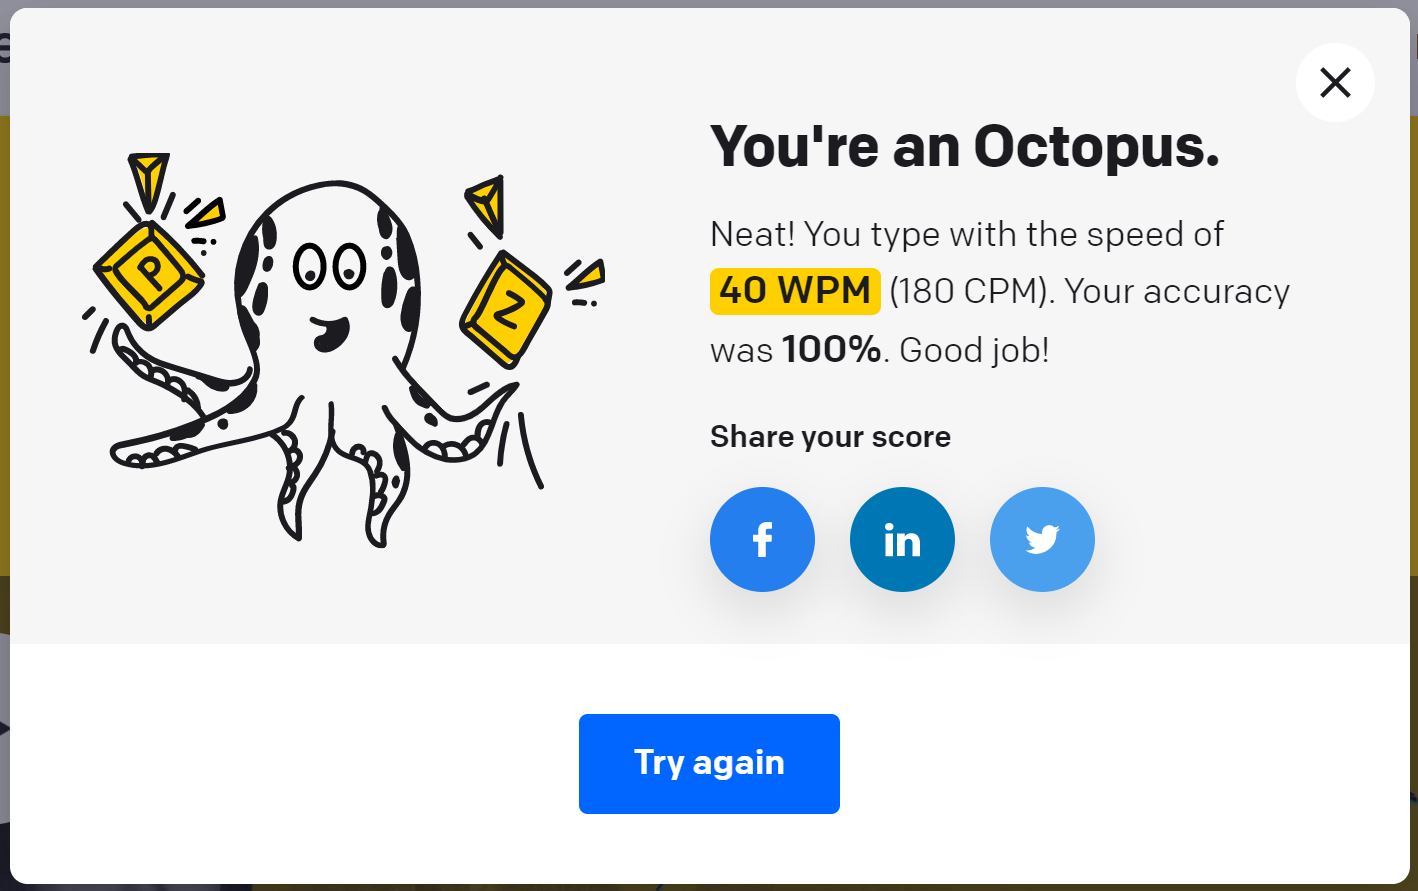 You're an Octopus.
Neat! You type with the speed of
40 WPM (180 CPM). Your accuracy
was 100%. Good job!
Share your score
f
in
P
Z
Try again